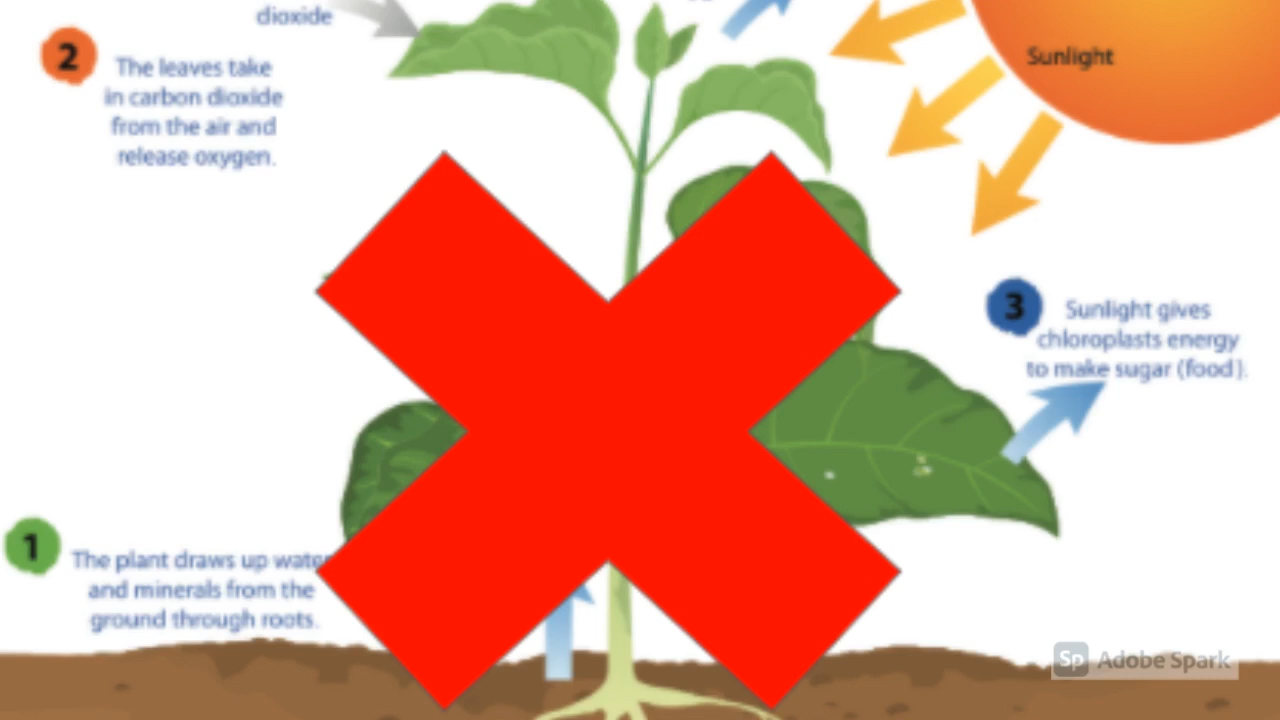 dioxide
2
The leaves take
in carbon dioxide
from the air and
release oxygen.
Sunlight
3
Sunlight gives
chloroplasts energy
to make sugar (food).
1
The plant draws up water
and minerals from the
ground through roots.
Sp Adobe Spark